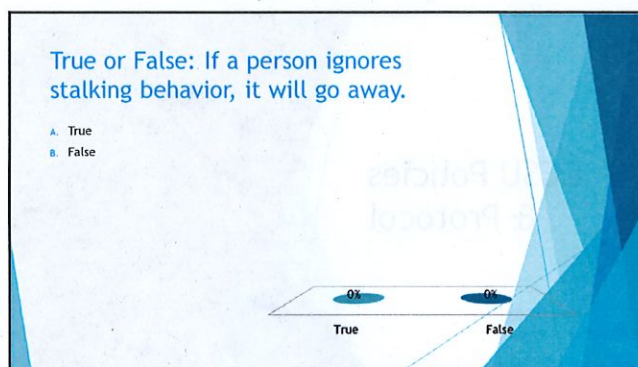 True or False: If a person ignores
stalking behavior, it will go away.
A. True
B. False
0% 0%
True False